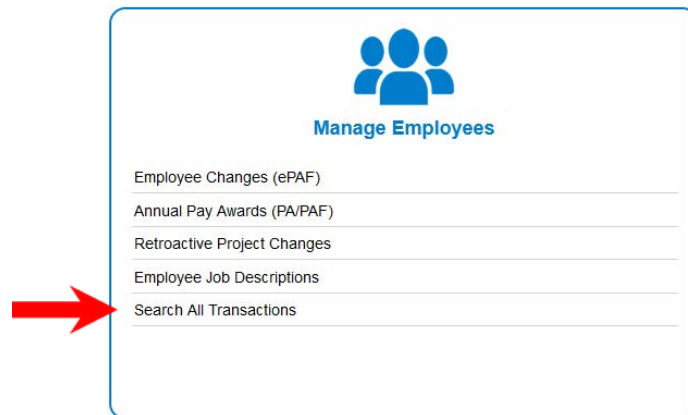 Manage Employees
Employee Changes (ePAF)
Annual Pay Awards (PA/PAF)
Retroactive Project Changes
Employee Job Descriptions
Search All Transactions